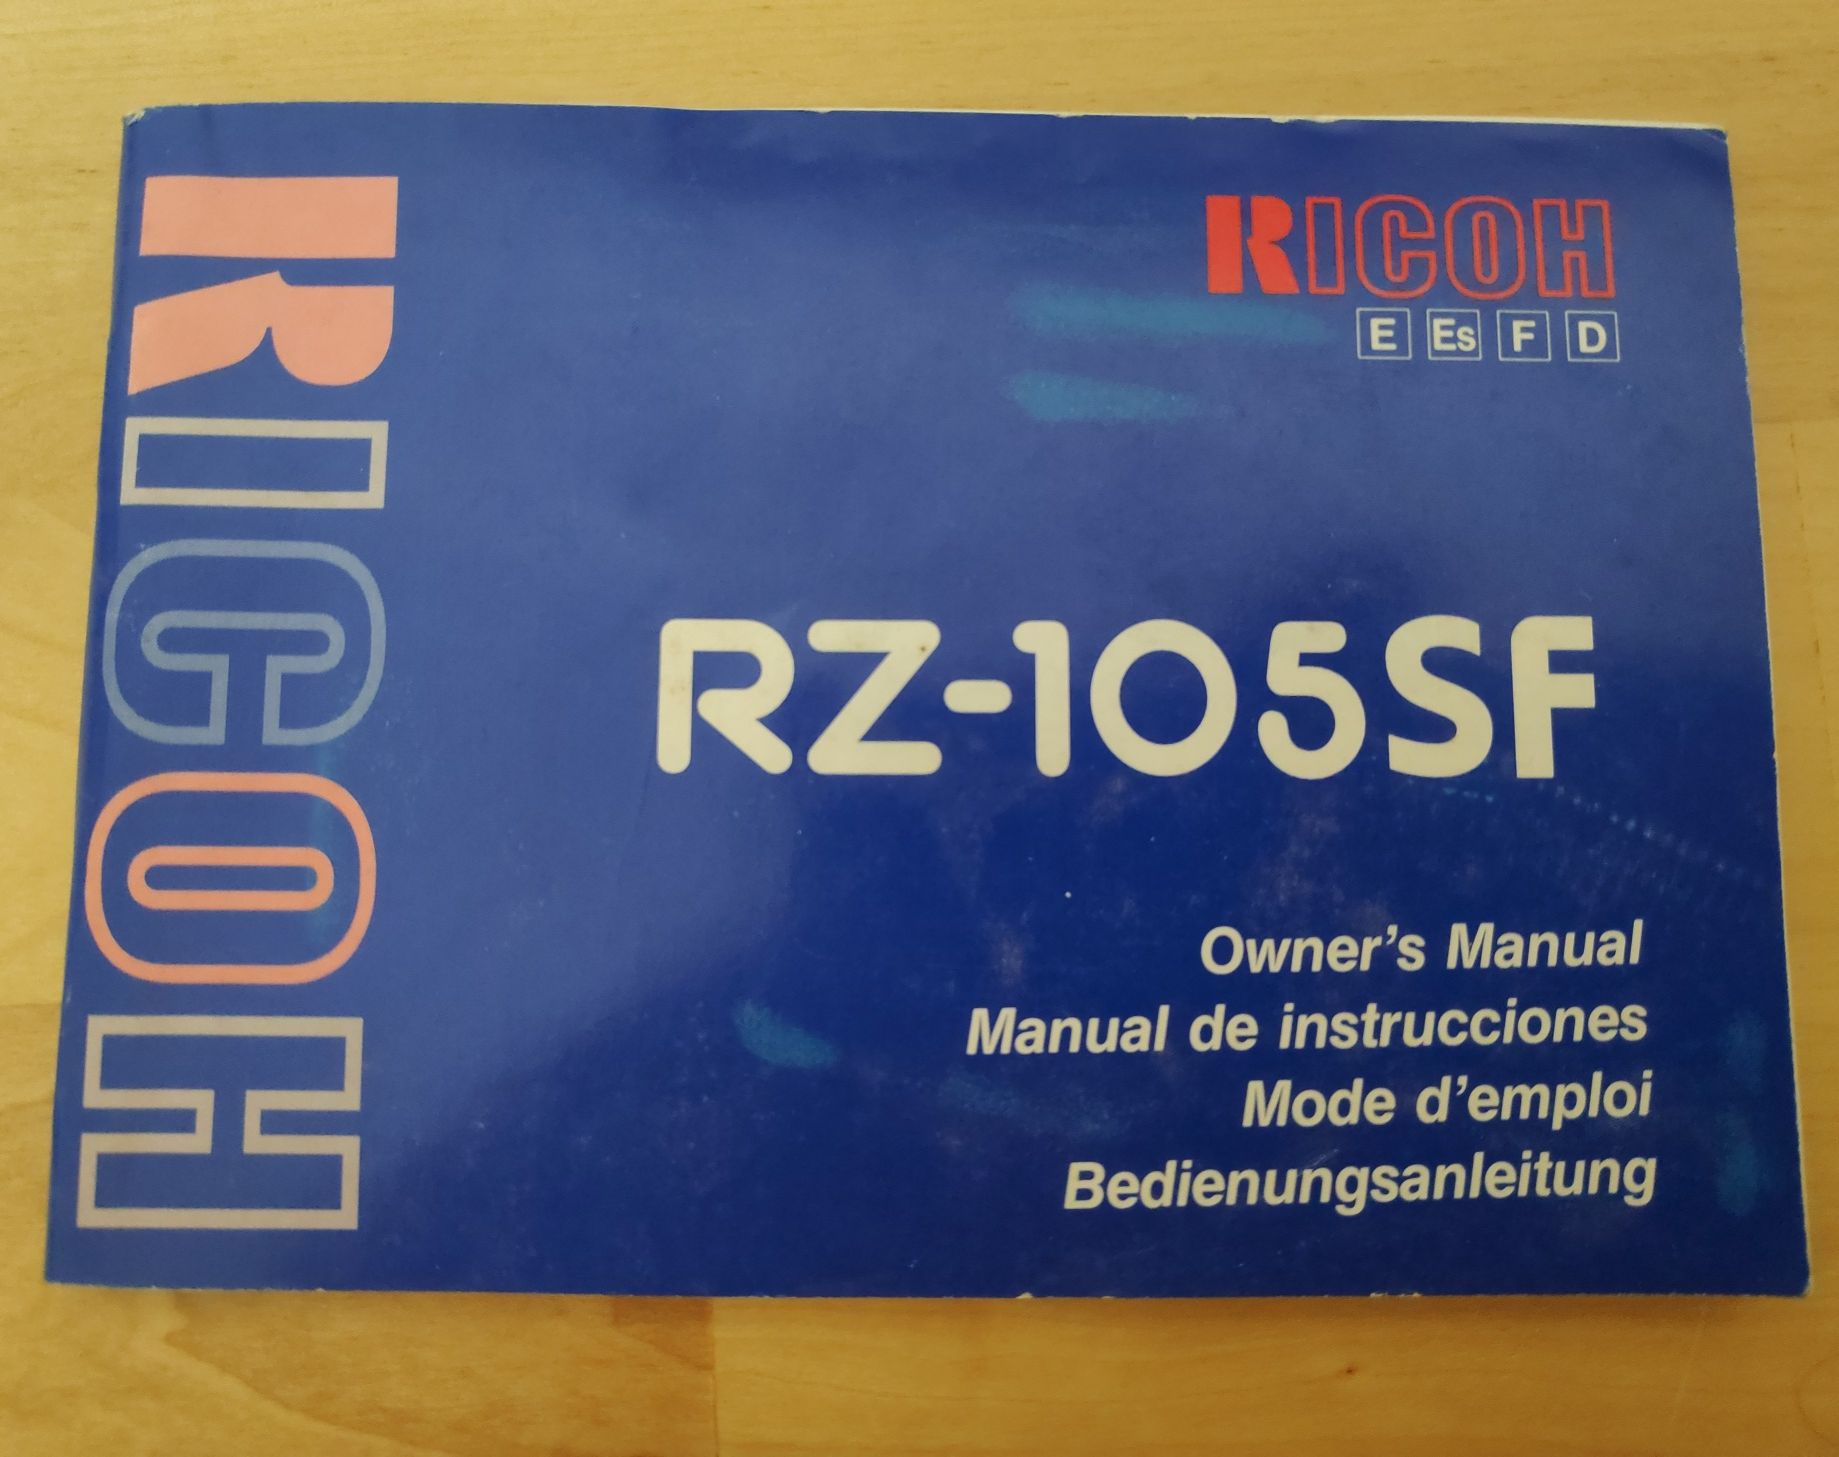 RICOH
RICOH
E Es F D
RZ-105SF
Owner's Manual
Manual de instrucciones
Mode d'emploi
Bedienungsanleitung